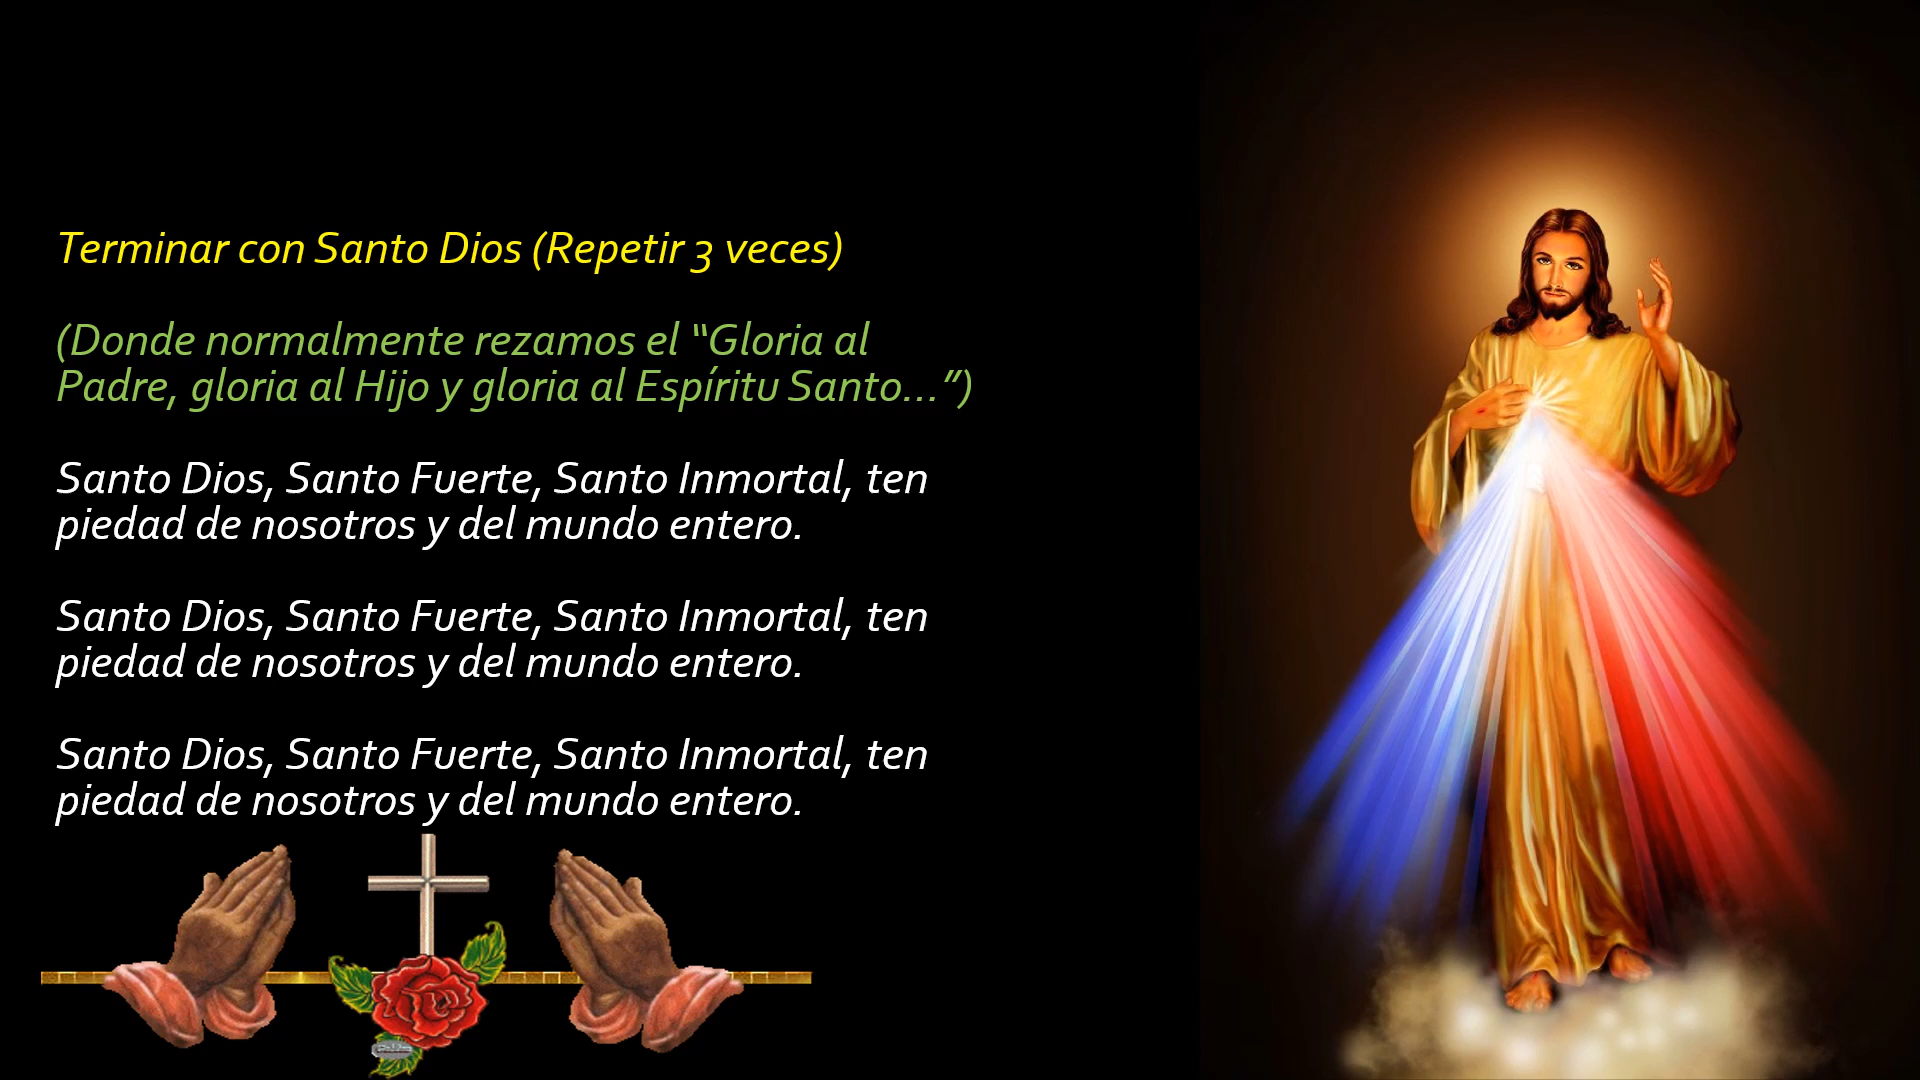 Terminar con Santo Dios (Repetir 3 veces)
(Donde normalmente rezamos el “Gloria al
Padre, gloria al Hijo y gloria al Espíritu Santo...”)
Santo Dios, Santo Fuerte, Santo Inmortal, ten
piedad de nosotros y del mundo entero.
Santo Dios, Santo Fuerte, Santo Inmortal, ten
piedad de nosotros y del mundo entero.
Santo Dios, Santo Fuerte, Santo Inmortal, ten
piedad de nosotros y del mundo entero.